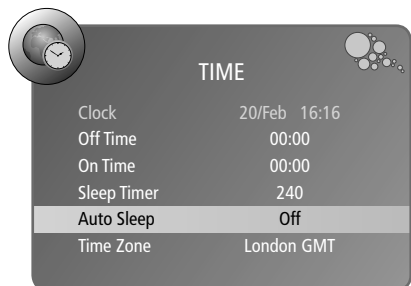 TIME
Clock 20/Feb 16:16
Off Time 00:00
On Time 00:00
Sleep Timer 240
Auto Sleep Off
Time Zone London GMT